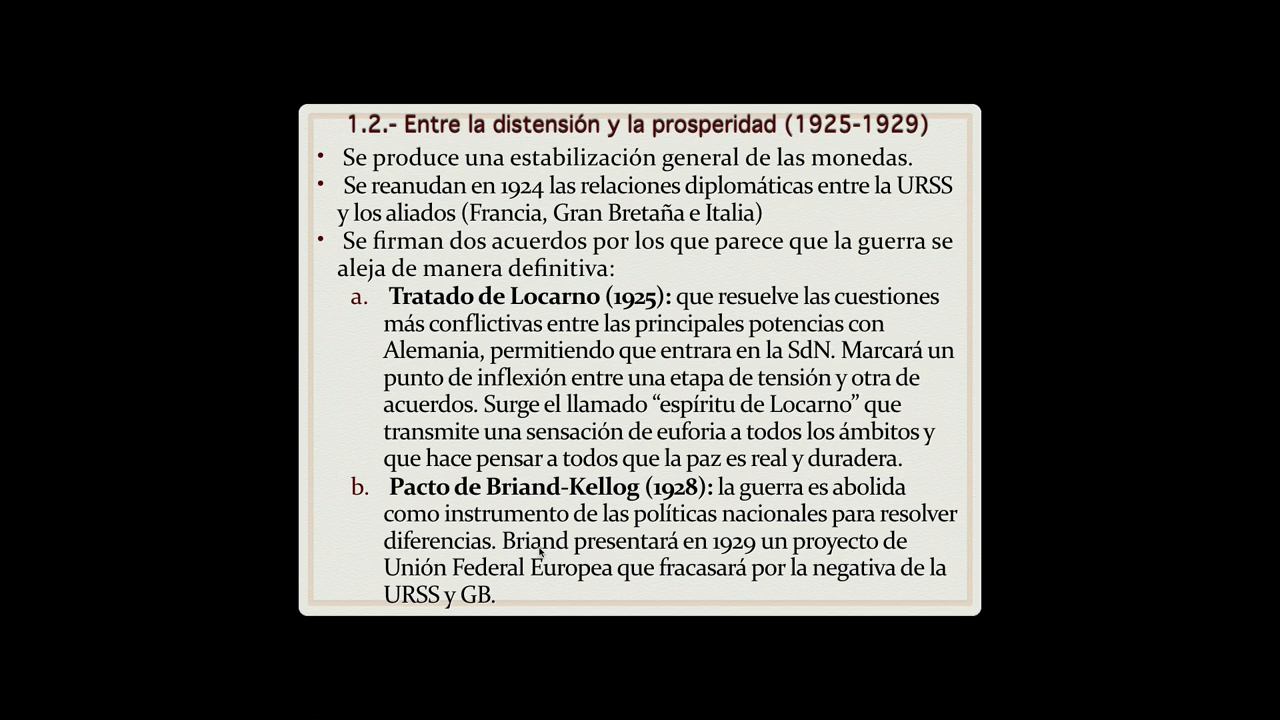 1.2.- Entre la distensión y la prosperidad (1925-1929)
• Se produce una estabilización general de las monedas.
• Se reanudan en 1924 las relaciones diplomáticas entre la URSS
y los aliados (Francia, Gran Bretaña e Italia)
• Se firman dos acuerdos por los que parece que la guerra se
aleja de manera definitiva:
a. Tratado de Locarno (1925): que resuelve las cuestiones
más conflictivas entre las principales potencias con
Alemania, permitiendo que entrara en la SdN. Marcará un
punto de inflexión entre una etapa de tensión y otra de
acuerdos. Surge el llamado “espíritu de Locarno” que
transmite una sensación de euforia a todos los ámbitos y
que hace pensar a todos que la paz es real y duradera.
b. Pacto de Briand-Kellog (1928): la guerra es abolida
como instrumento de las políticas nacionales para resolver
diferencias. Briand presentará en 1929 un proyecto de
Unión Federal Europea que fracasará por la negativa de la
URSS y GB.